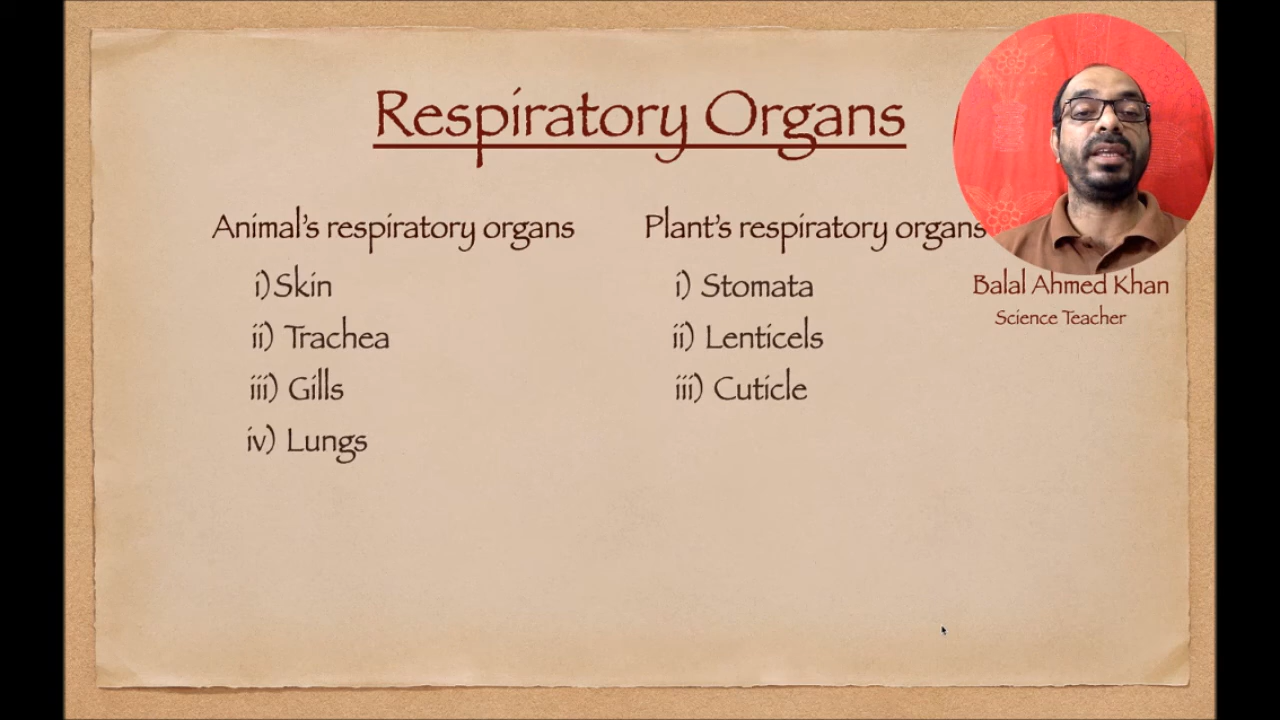 Respiratory Organs
Animal's respiratory organs
i) Skin
ii) Trachea
iii) Gills
iv) Lungs
Plant's respiratory organs
i) Stomata
ii) Lenticels
iii) Cuticle
Balal Ahmed Khan
Science Teacher